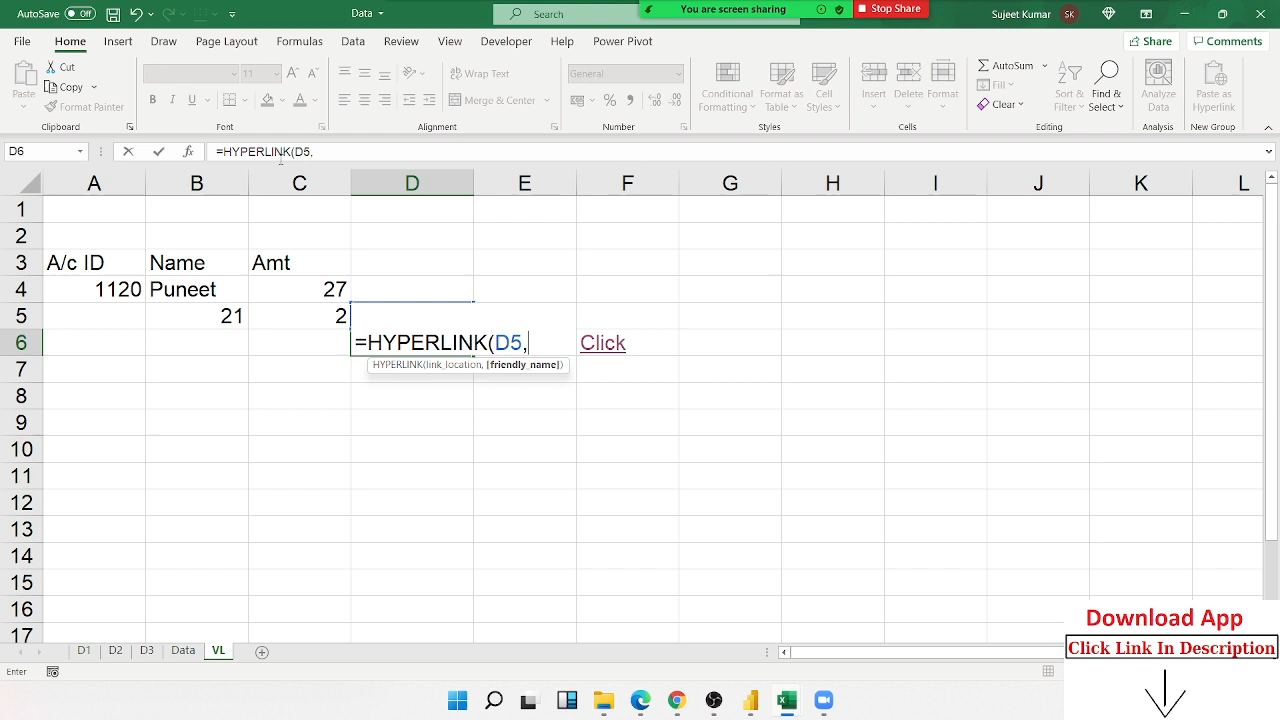 AutoSave Off Data Search You are screen sharing Stop Share Sujeet Kumar SK
File Home Insert Draw Page Layout Formulas Data Review View Developer Help Power Pivot Share Comments
Paste Cut Copy Format Painter
11 Wrap Text Merge & Center
General
Conditional Formatting Format as Table Cell Styles
Insert Delete Format
AutoSum Fill Clear Sort & Filter Find & Select
Analyze Data Paste as Hyperlink
Clipboard Font Alignment Number Styles Cells Editing Analysis New Group
D6 fx =HYPERLINK(D5,
A B C D E F G H I J K L
1
2
3 A/c ID Name Amt
4 1120 Puneet 27
5 21 2
6 =HYPERLINK(D5, Click
HYPERLINK(link_location, [friendly_name])
7
8
9
10
11
12
13
14
15
16
17
Download App
Click Link In Description
D1 D2 D3 Data VL
Enter